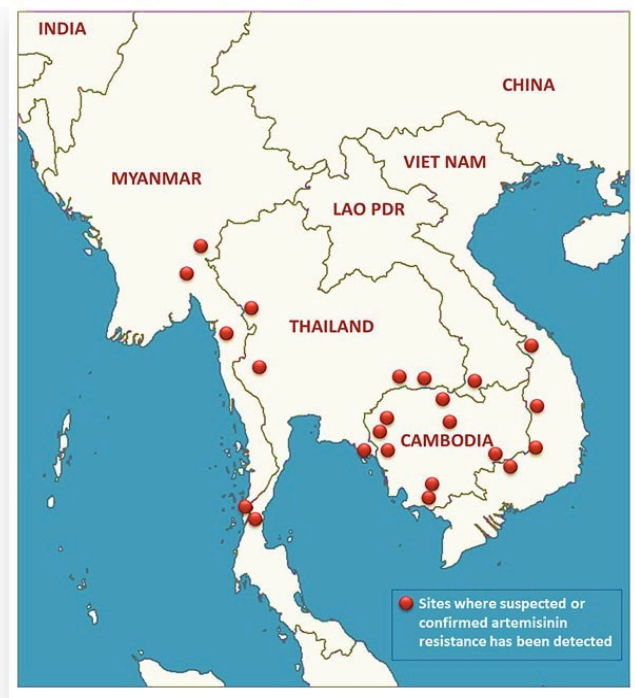 INDIA
CHINA
VIET NAM
MYANMAR
LAO PDR
THAILAND
CAMBODIA
Sites where suspected or
confirmed artemisinin
resistance has been detected